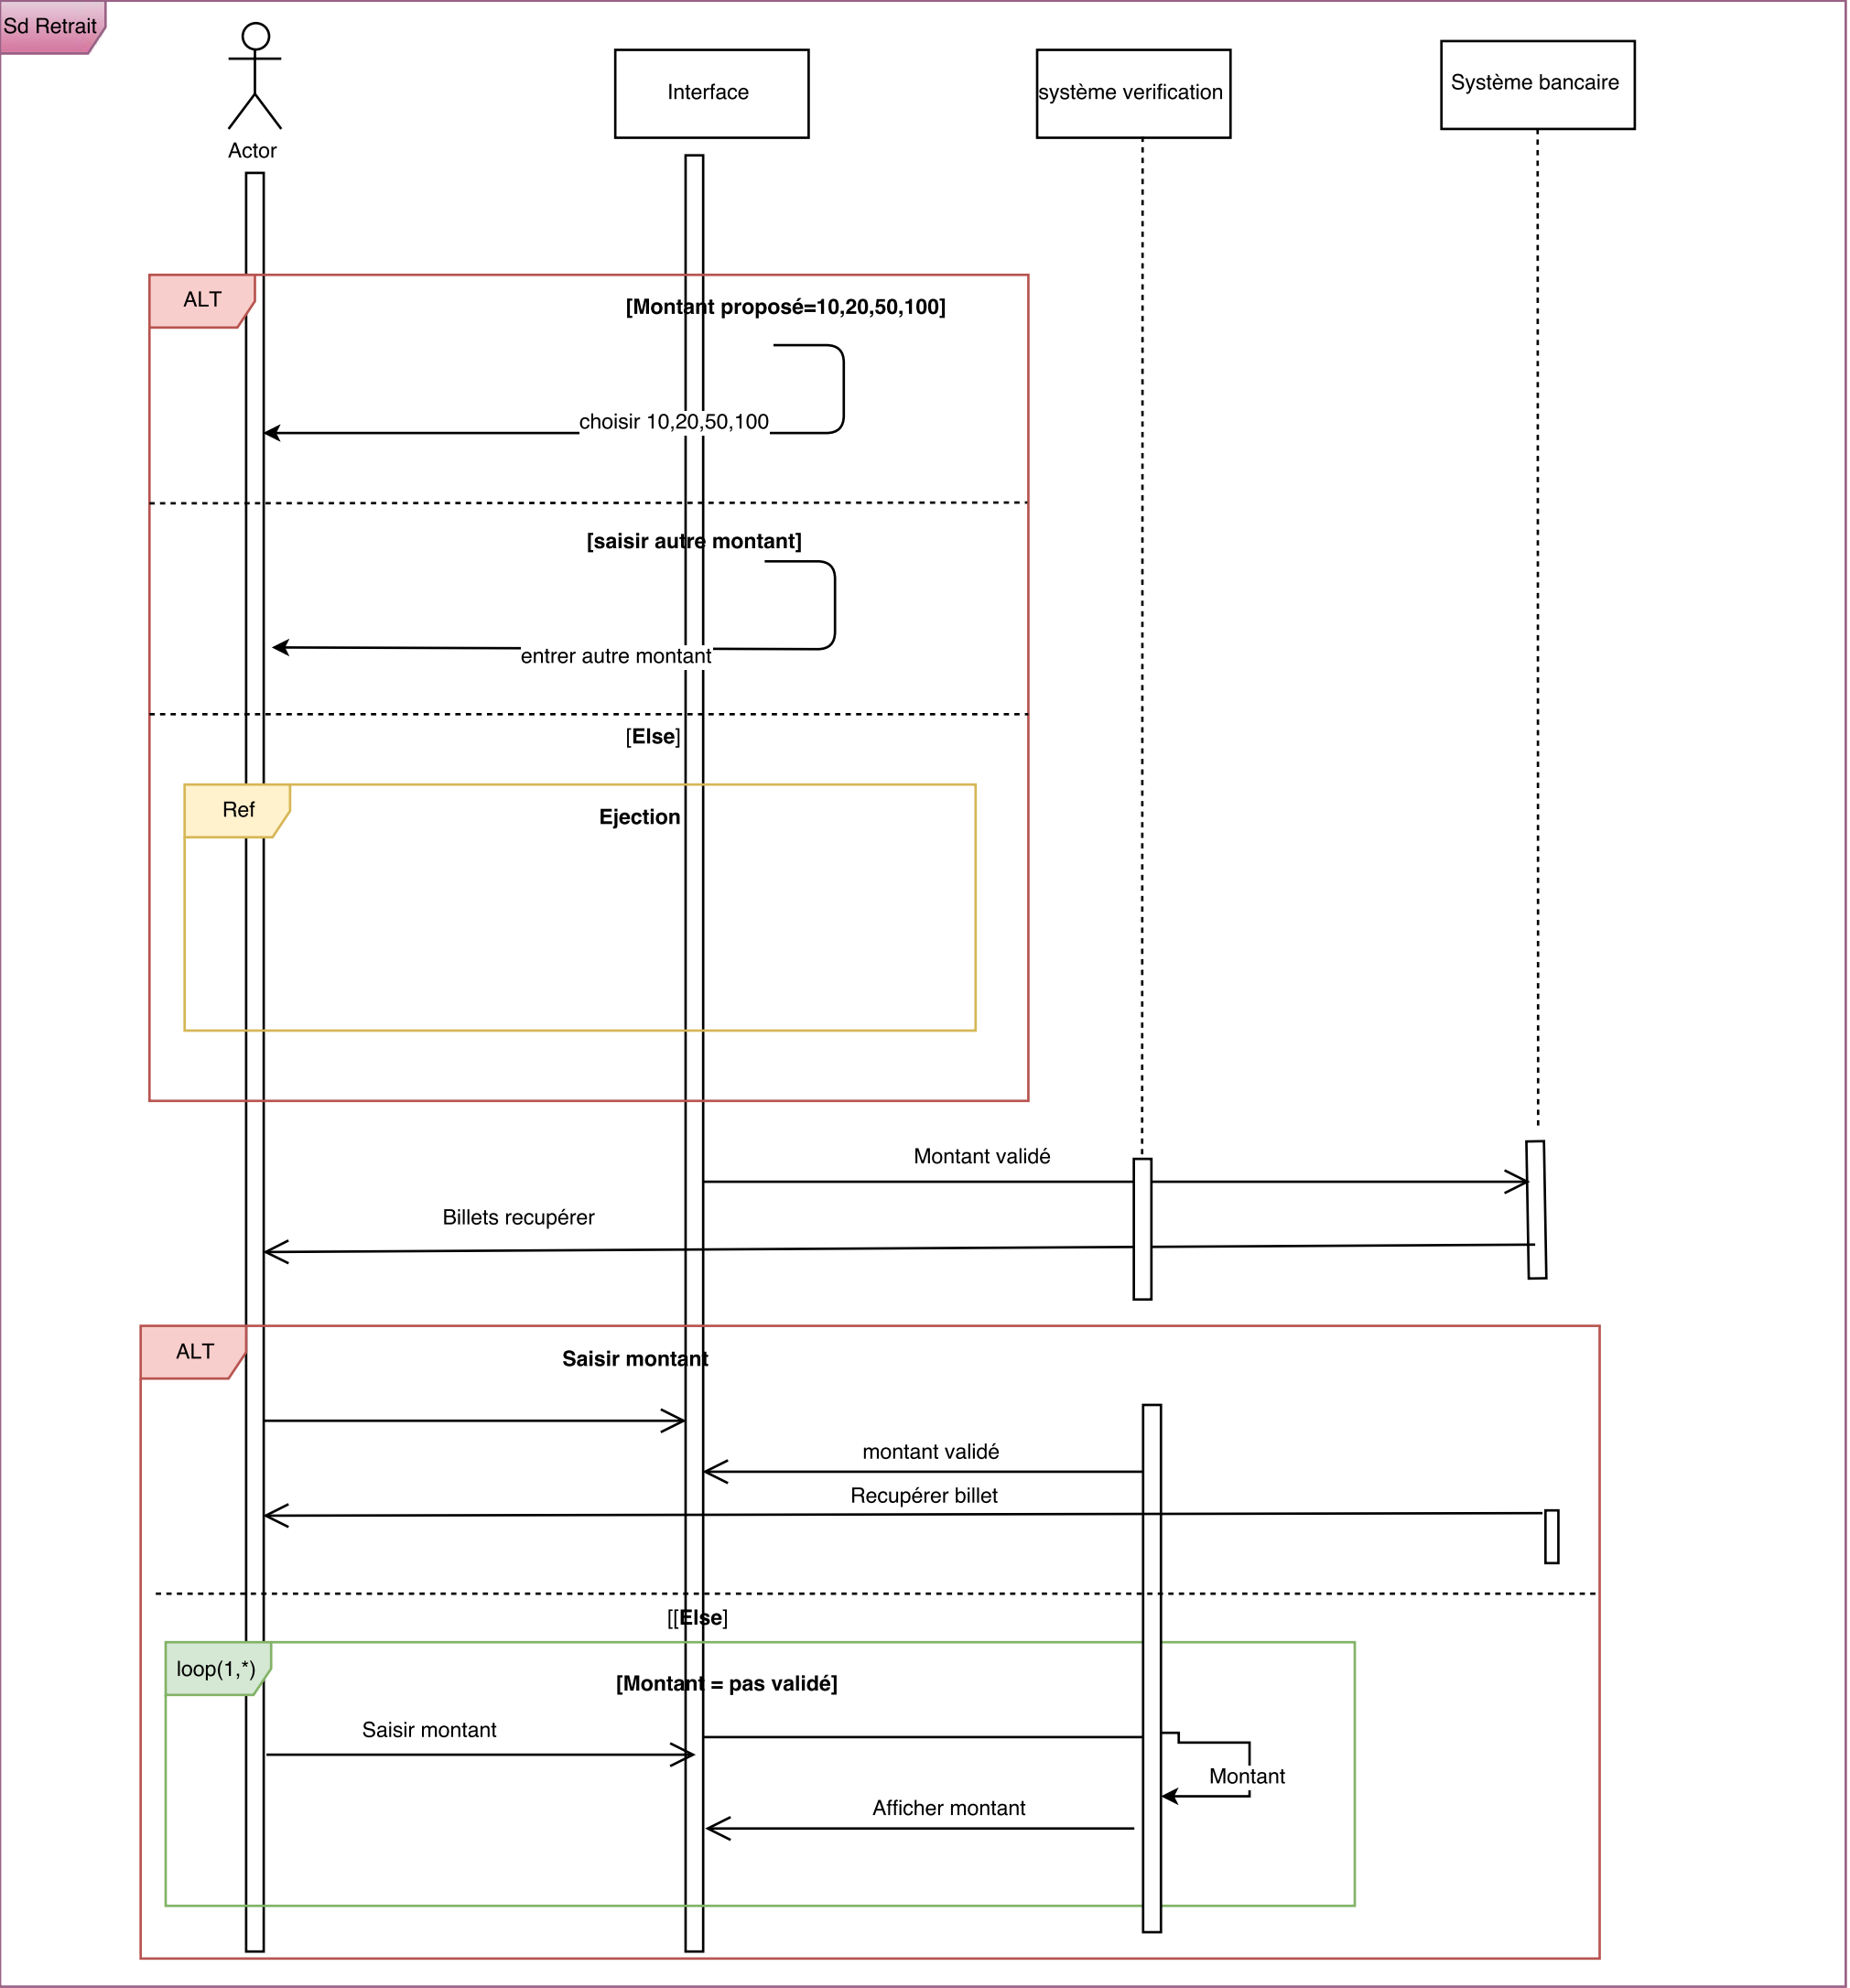 Sd Retrait
Actor
Interface
système verification
Système bancaire
ALT
[Montant proposé=10,20,50,100]
choisir 10,20,50,100
[saisir autre montant]
entrer autre montant
[Else]
Ref
Ejection
Montant validé
Billets recupérer
ALT
Saisir montant
montant validé
Recupérer billet
[[Else]
loop(1,*)
[Montant = pas validé]
Saisir montant
Montant
Afficher montant